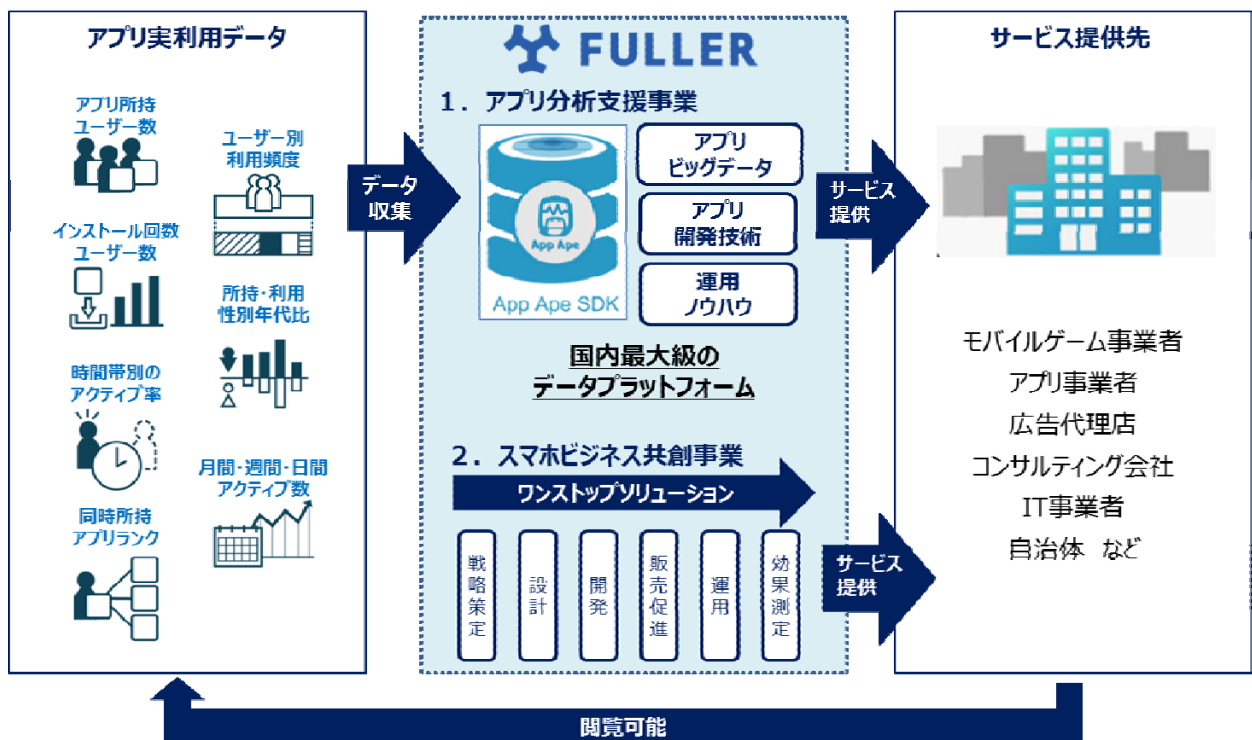 アプリ実利用データ
アプリ所持
ユーザー数
ユーザー別
利用頻度
インストール回数
ユーザー数
所持・利用
性別年代比
時間帯別の
アクティブ率
月間・週間・日間
アクティブ数
同時所持
アプリランク
データ
収集
FULLER
1．アプリ分析支援事業
App Ape
App Ape SDK
アプリ
ビッグデータ
アプリ
開発技術
運用
ノウハウ
国内最大級の
データプラットフォーム
2．スマホビジネス共創事業
ワンストップソリューション
戦略策定
設計
開発
販売促進
運用
効果測定
サービス
提供
サービス
提供
サービス提供先
モバイルゲーム事業者
アプリ事業者
広告代理店
コンサルティング会社
IT事業者
自治体 など
閲覧可能